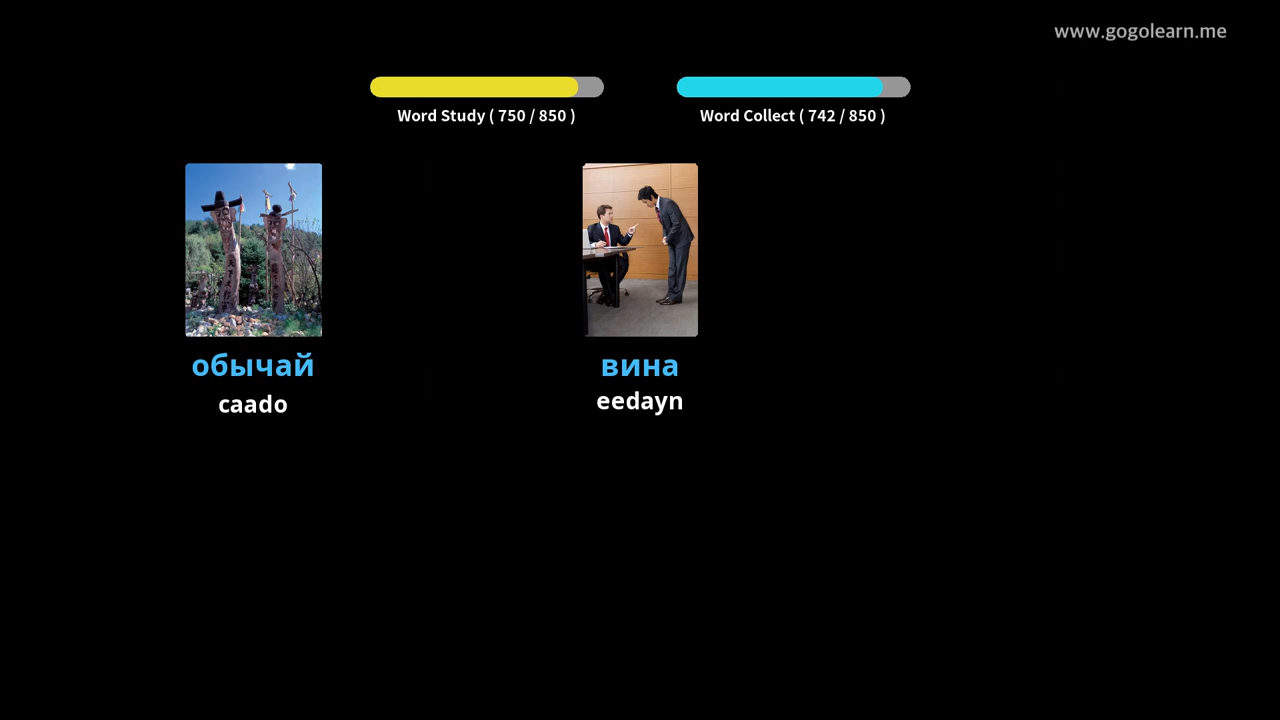 www.gogolearn.me
Word Study ( 750 / 850 )
Word Collect ( 742 / 850 )
обычай
caado
вина
eedayn